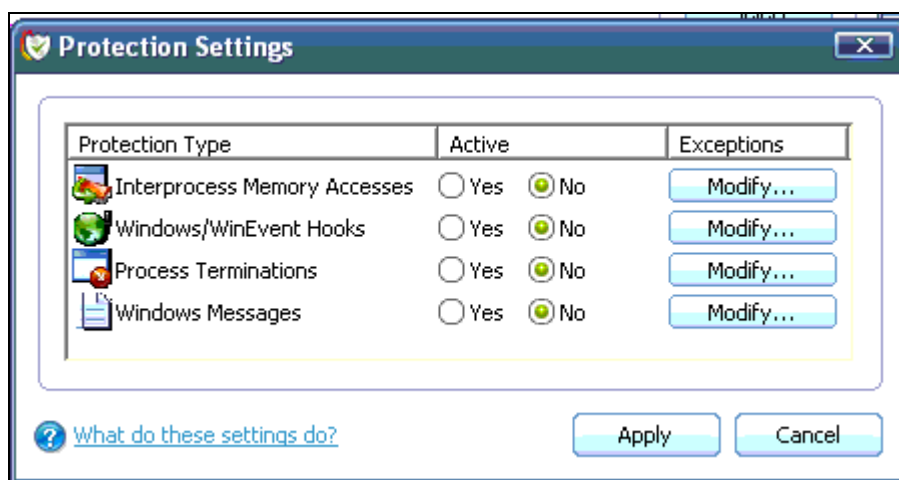 Protection Settings
Protection Type Active Exceptions
Interprocess Memory Accesses Yes No Modify...
Windows/WinEvent Hooks Yes No Modify...
Process Terminations Yes No Modify...
Windows Messages Yes No Modify...
What do these settings do? Apply Cancel